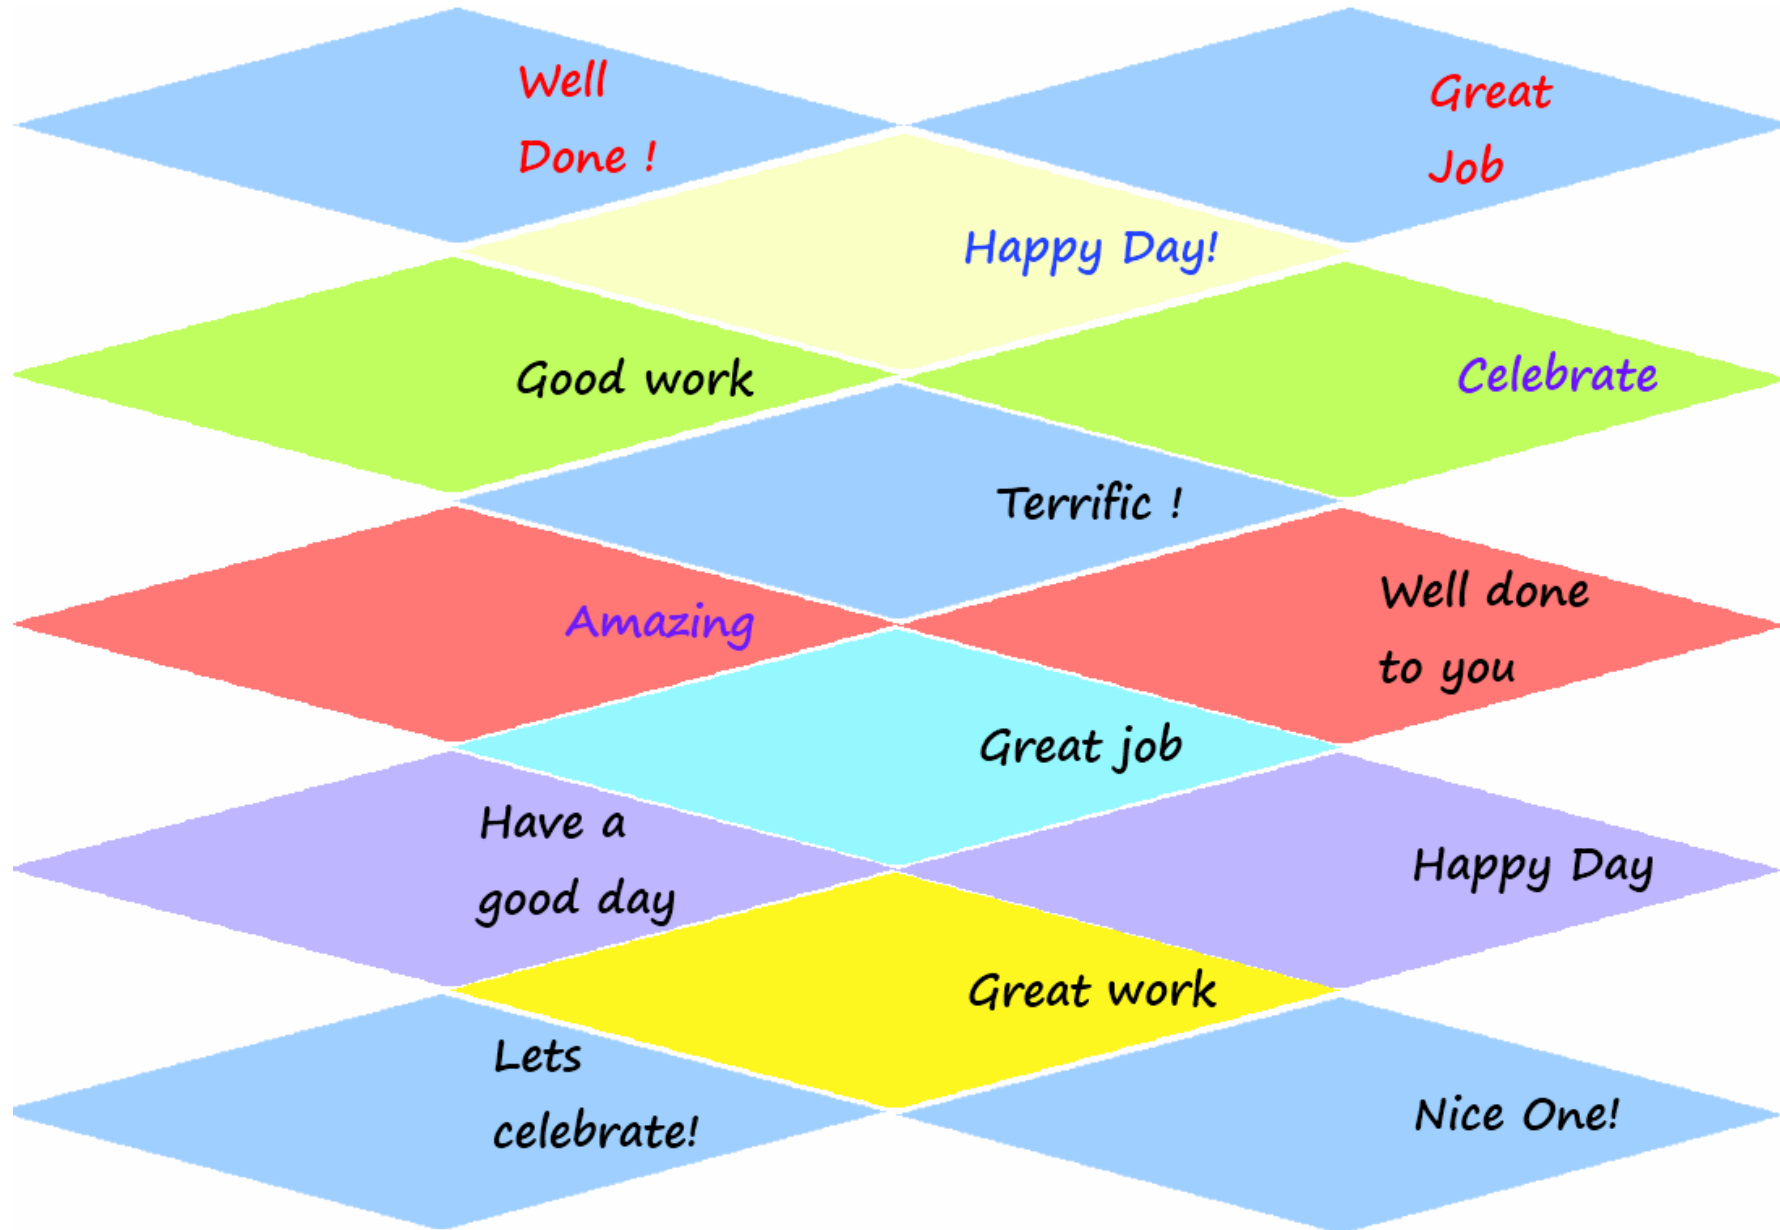 Well
Done !
Great
Job
Happy Day!
Good work
Celebrate
Terrific !
Amazing
Well done
to you
Great job
Have a
good day
Happy Day
Great work
Lets
celebrate!
Nice One!